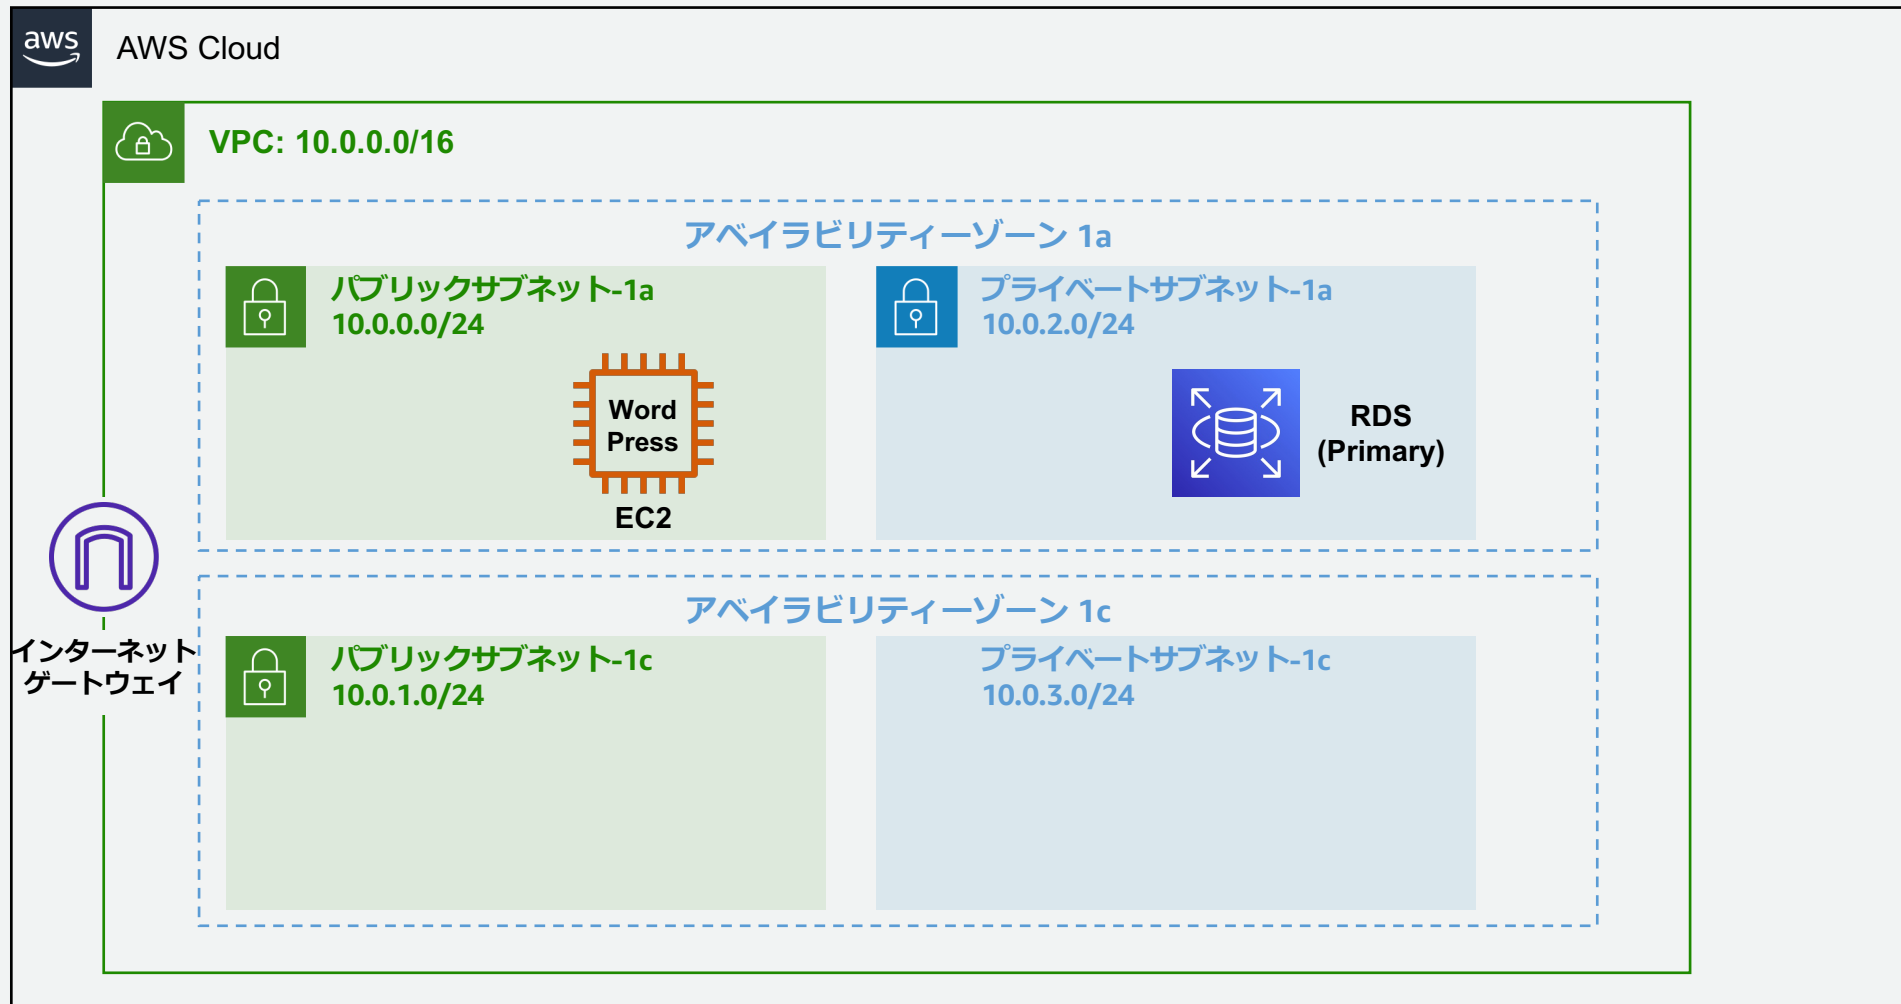 aws
AWS Cloud
VPC: 10.0.0.0/16
アベイラビリティーゾーン 1a
パブリックサブネット-1a
10.0.0.0/24
Word
Press
EC2
プライベートサブネット-1a
10.0.2.0/24
RDS
(Primary)
インターネット
ゲートウェイ
アベイラビリティーゾーン 1c
パブリックサブネット-1c
10.0.1.0/24
プライベートサブネット-1c
10.0.3.0/24